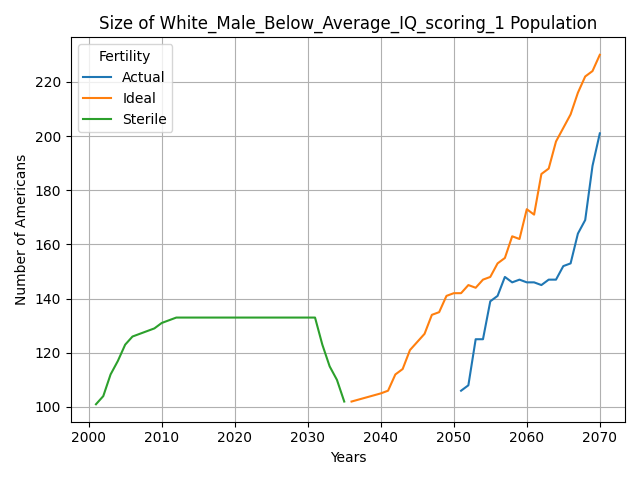 Size of White_Male_Below_Average_IQ_scoring_1 Population
Fertility
Actual
Ideal
Sterile
Number of Americans
220
200
180
160
140
120
100
2000 2010 2020 2030 2040 2050 2060 2070
Years